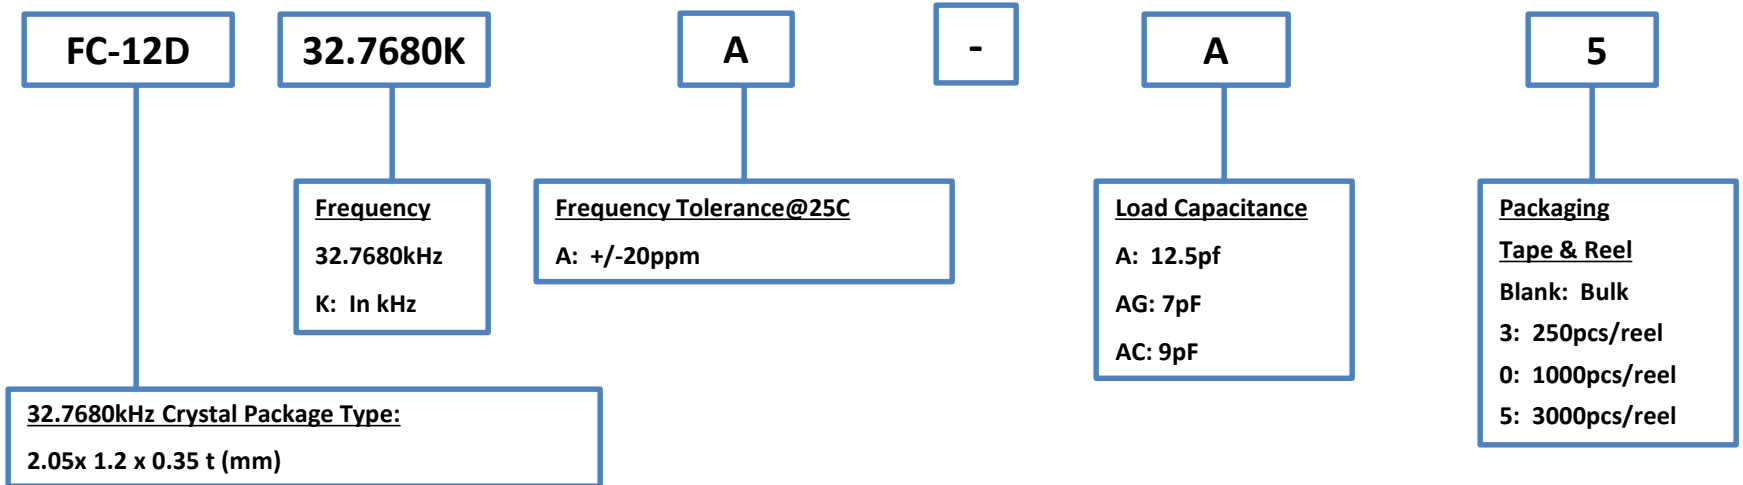 FC-12D
32.7680K
A
-
A
5
Frequency
32.7680kHz
K: In kHz
Frequency Tolerance@25C
A: +/-20ppm
Load Capacitance
A: 12.5pf
AG: 7pF
AC: 9pF
Packaging
Tape & Reel
Blank: Bulk
3: 250pcs/reel
0: 1000pcs/reel
5: 3000pcs/reel
32.7680kHz Crystal Package Type:
2.05x 1.2 x 0.35 t (mm)